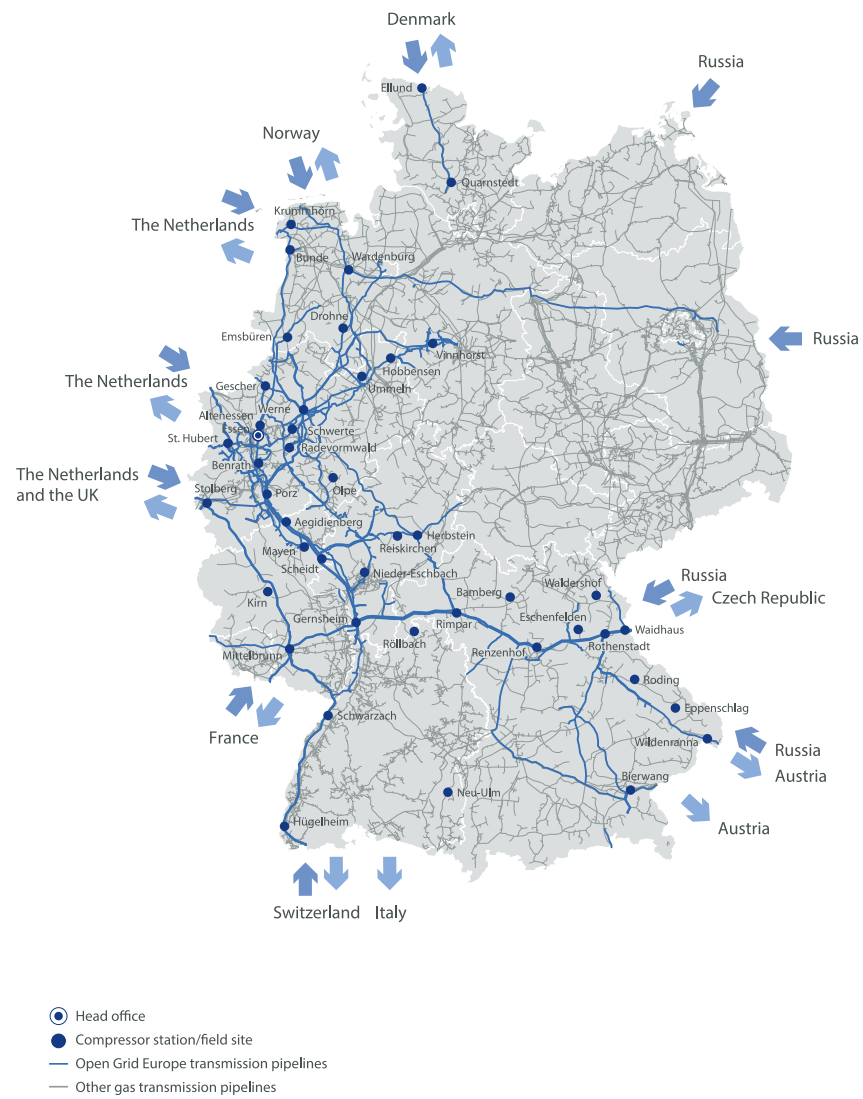 Denmark
Russia
Ellund
Norway
Quarnstedt
Krummhörn
The Netherlands
Bunde
Wardenburg
Drohne
Emsbüren
Russia
Vinnhorst
Hobbensen
The Netherlands
Gescher
Ummeln
Altenessen
Werne
Essen
Schwerte
St. Hubert
Radevormwald
Benrath
The Netherlands
and the UK
Stolberg
Porz
Olpe
Aegidienberg
Herbstein
Reiskirchen
Mayen
Scheidt
Nieder-Eschbach
Russia
Waldershof
Bamberg
Czech Republic
Kirn
Gernsheim
Rimpar
Eschenfelden
Waidhaus
Röllbach
Renzenhof
Rothenstadt
Mittelbrunn
Roding
Eppenschlag
Schwarzach
France
Wildenranna
Russia
Austria
Bierwang
Neu-Ulm
Austria
Hügelheim
Switzerland
Italy
Head office
Compressor station/field site
Open Grid Europe transmission pipelines
Other gas transmission pipelines